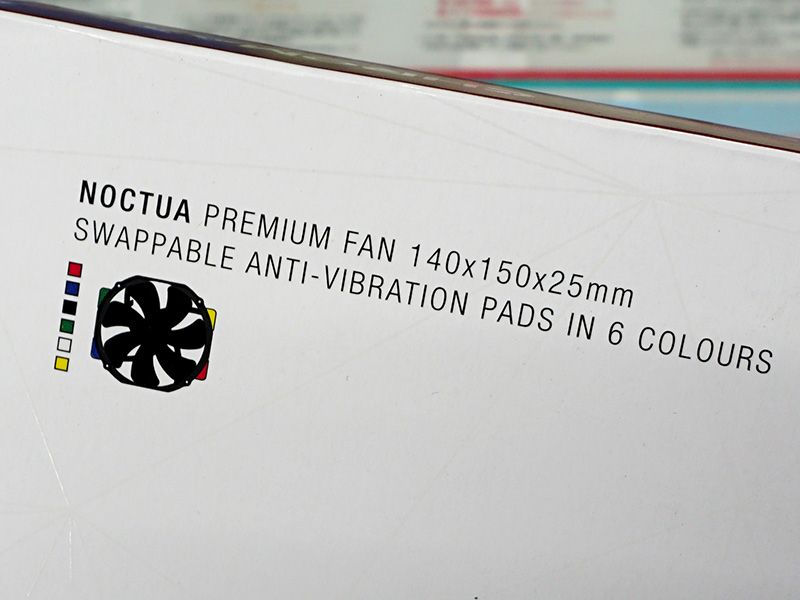 NOCTUA PREMIUM FAN 140x150x25mm
SWAPPABLE ANTI-VIBRATION PADS IN 6 COLOURS